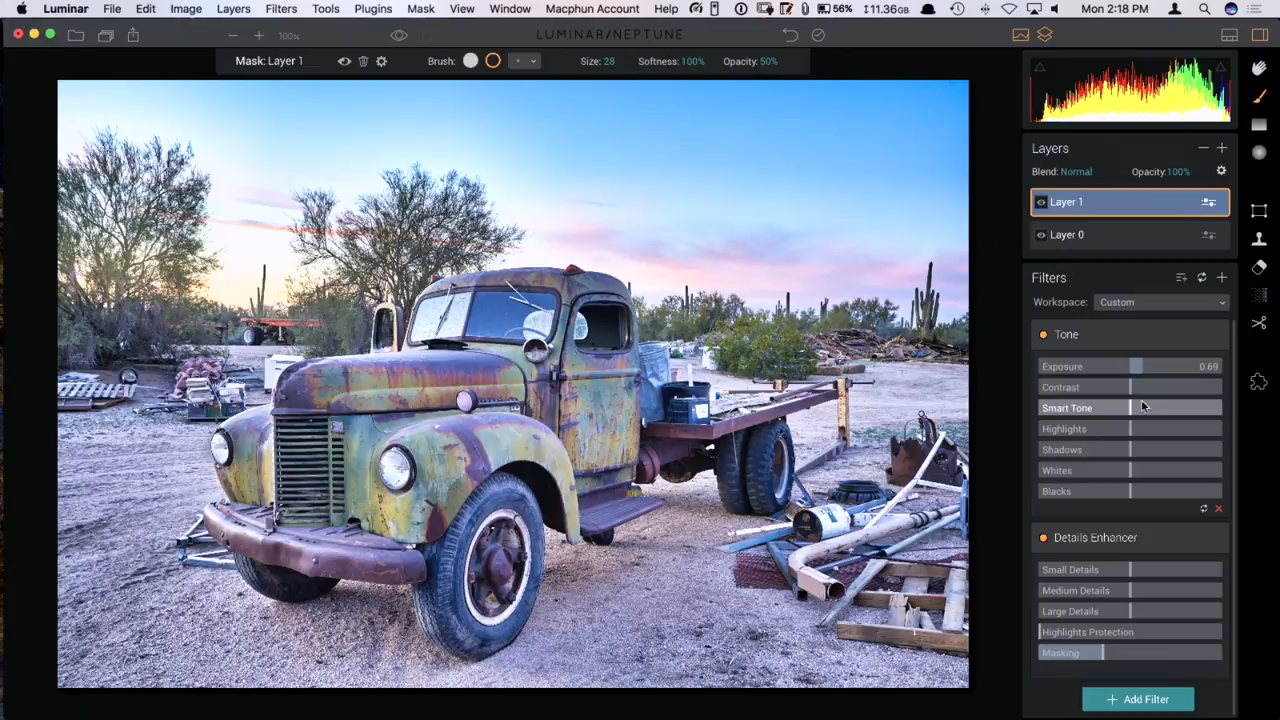 Luminar File Edit Image Layers Filters Tools Plugins Mask View Window Macphun Account Help 56% 11.36GB Mon 2:18 PM
100% LUMINAR/NEPTUNE
Mask: Layer 1 Brush: Size: 28 Softness: 100% Opacity: 50%
Layers
Blend: Normal Opacity: 100%
Layer 1
Layer 0
Filters
Workspace: Custom
Tone
Exposure 0.69
Contrast
Smart Tone
Highlights
Shadows
Whites
Blacks
Details Enhancer
Small Details
Medium Details
Large Details
Highlights Protection
Masking
+ Add Filter